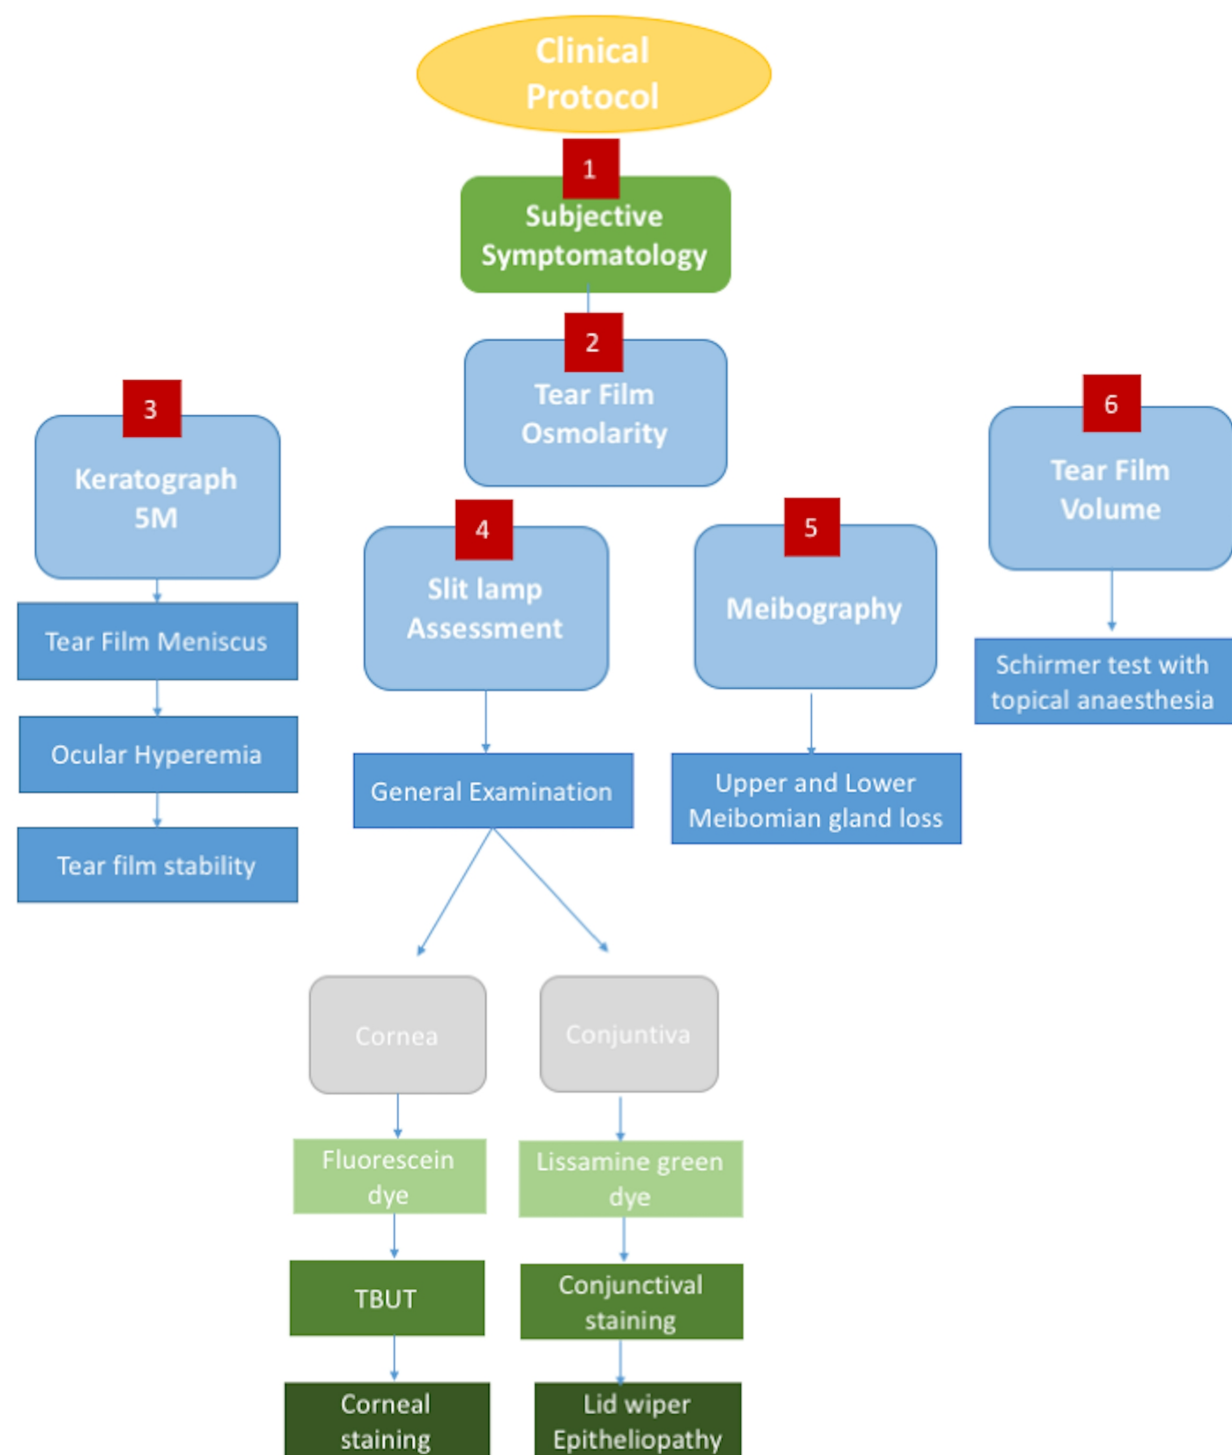 Clinical
Protocol
1
Subjective
Symptomatology
2
Tear Film
Osmolarity
3
Keratograph
5M
Tear Film Meniscus
Ocular Hyperemia
Tear film stability
4
Slit lamp
Assessment
General Examination
5
Meibography
Upper and Lower
Meibomian gland loss
6
Tear Film
Volume
Schirmer test with
topical anaesthesia
Cornea
Fluorescein
dye
TBUT
Corneal
staining
Conjuntiva
Lissamine green
dye
Conjunctival
staining
Lid wiper
Epitheliopathy